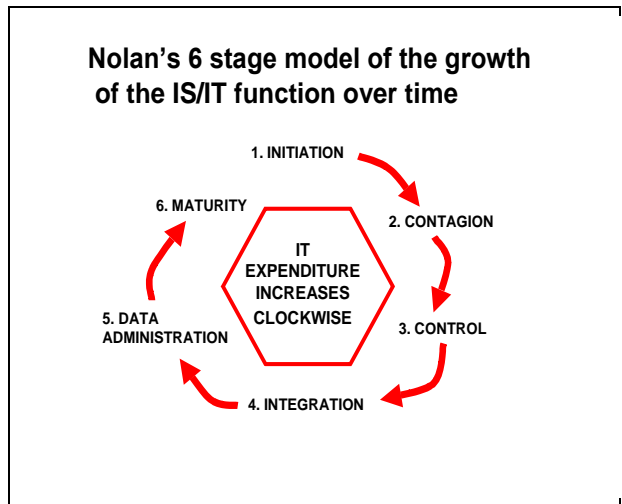 Nolan’s 6 stage model of the growth
of the IS/IT function over time
1. INITIATION
2. CONTAGION
3. CONTROL
4. INTEGRATION
5. DATA
ADMINISTRATION
6. MATURITY
IT
EXPENDITURE
INCREASES
CLOCKWISE